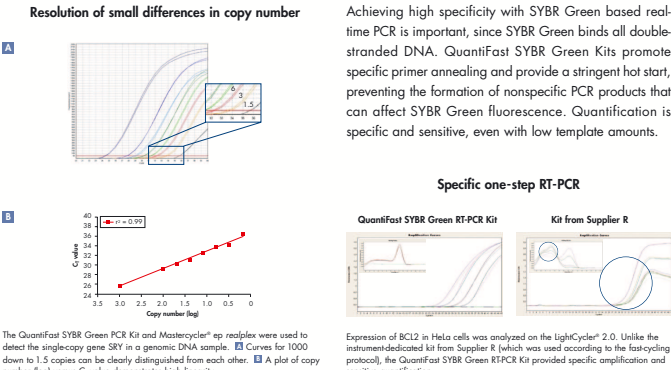 Resolution of small differences in copy number
A
6
3
1.5
B
40
38
36
34
32
30
28
26
24
3.5 3.0 2.5 2.0 1.5 1.0 0.5 0
r² = 0.99
CT value
Copy number (log)
The QuantiFast SYBR Green PCR Kit and Mastercycler® ep realplex were used to
detect the single-copy gene SRY in a genomic DNA sample. A Curves for 1000
down to 1.5 copies can be clearly distinguished from each other. B A plot of copy
Achieving high specificity with SYBR Green based real-
time PCR is important, since SYBR Green binds all double-
stranded DNA. QuantiFast SYBR Green Kits promote
specific primer annealing and provide a stringent hot start,
preventing the formation of nonspecific PCR products that
can affect SYBR Green fluorescence. Quantification is
specific and sensitive, even with low template amounts.
Specific one-step RT-PCR
QuantiFast SYBR Green RT-PCR Kit
Kit from Supplier R
Amplification Curves
Amplification Curves
Expression of BCL2 in HeLa cells was analyzed on the LightCycler® 2.0. Unlike the
instrument-dedicated kit from Supplier R (which was used according to the fast-cycling
protocol), the QuantiFast SYBR Green RT-PCR Kit provided specific amplification and